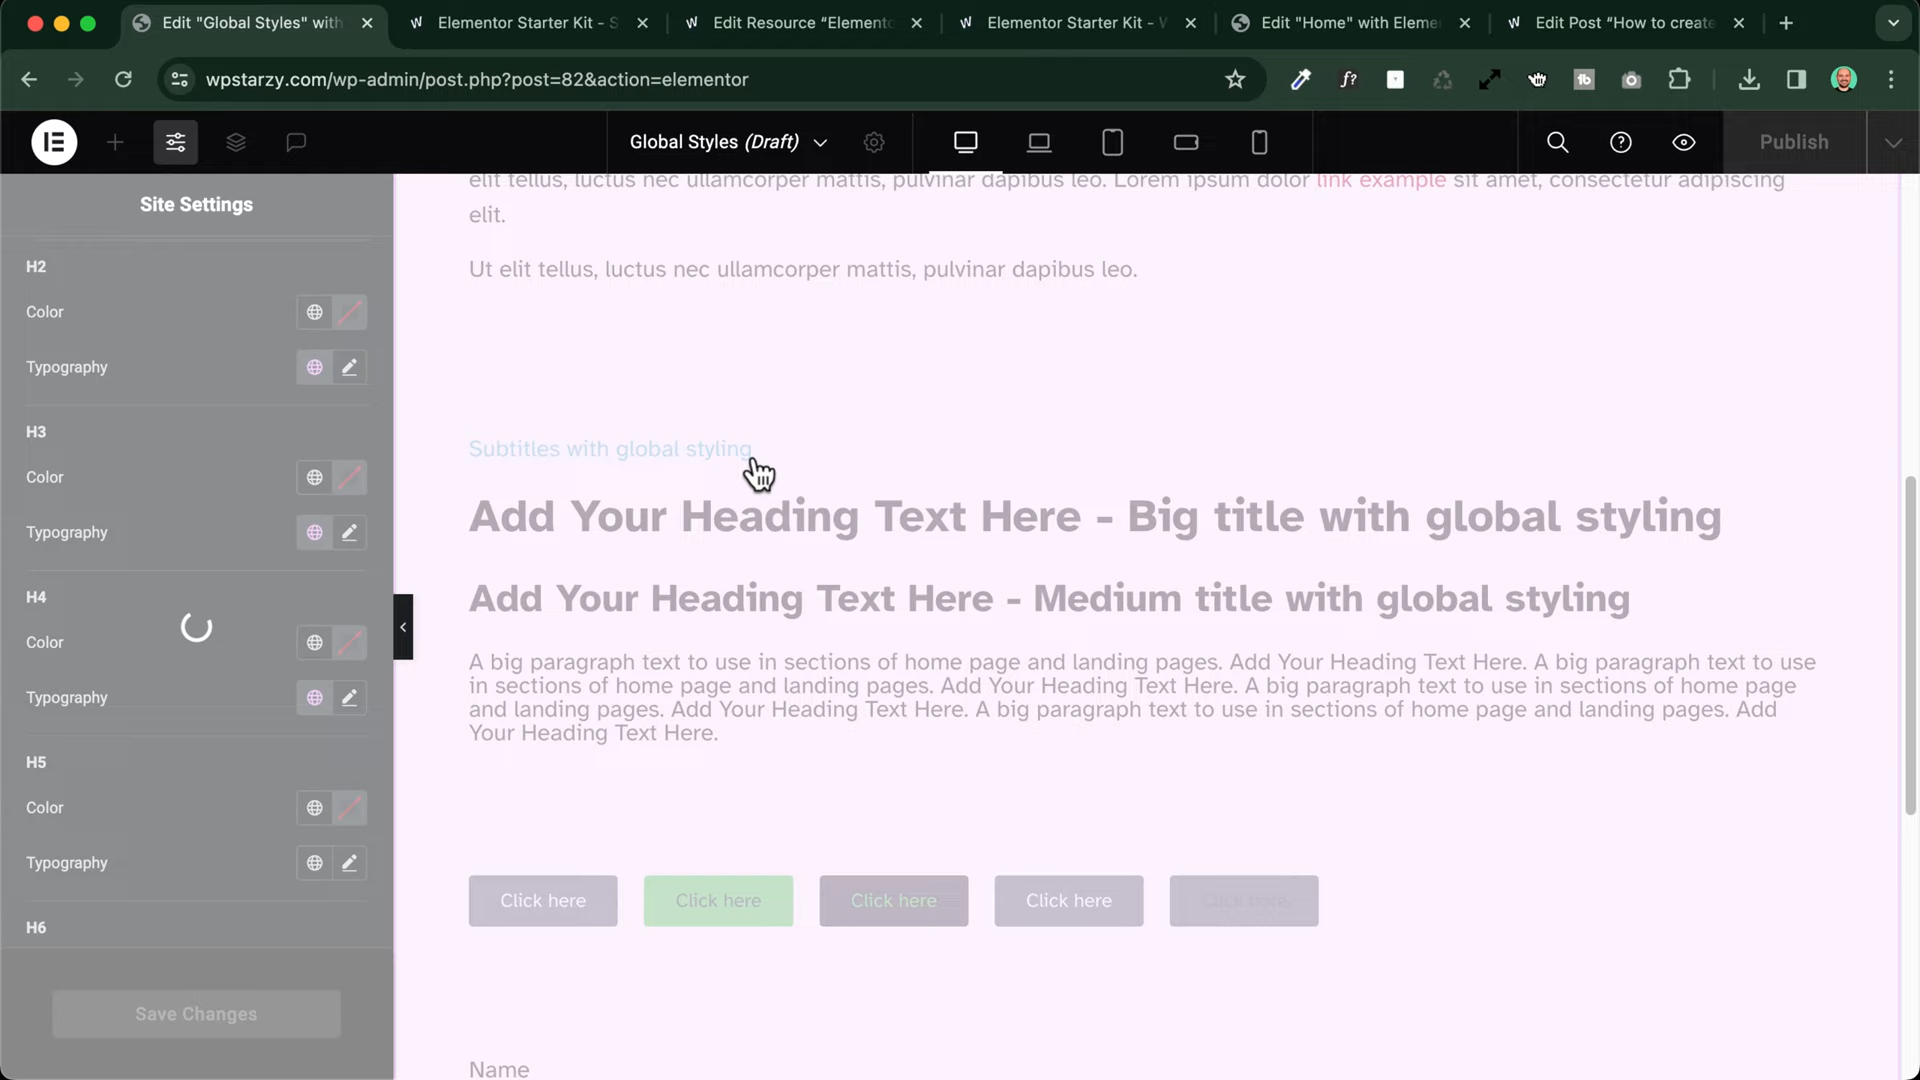 Edit "Global Styles" with
Elementor Starter Kit - S
Edit Resource “Elemento
Elementor Starter Kit - W
Edit "Home" with Eleme
Edit Post “How to create
wpstarzy.com/wp-admin/post.php?post=82&action=elementor
Global Styles (Draft)
Publish
Site Settings
H2
Color
Typography
H3
Color
Typography
H4
Color
Typography
H5
Color
Typography
H6
Save Changes
elit tellus, luctus nec ullamcorper mattis, pulvinar dapibus leo. Lorem ipsum dolor link example sit amet, consectetur adipiscing
elit.
Ut elit tellus, luctus nec ullamcorper mattis, pulvinar dapibus leo.
Subtitles with global styling
Add Your Heading Text Here - Big title with global styling
Add Your Heading Text Here - Medium title with global styling
A big paragraph text to use in sections of home page and landing pages. Add Your Heading Text Here. A big paragraph text to use
in sections of home page and landing pages. Add Your Heading Text Here. A big paragraph text to use in sections of home page
and landing pages. Add Your Heading Text Here. A big paragraph text to use in sections of home page and landing pages. Add
Your Heading Text Here.
Click here
Click here
Click here
Click here
Click here
Name